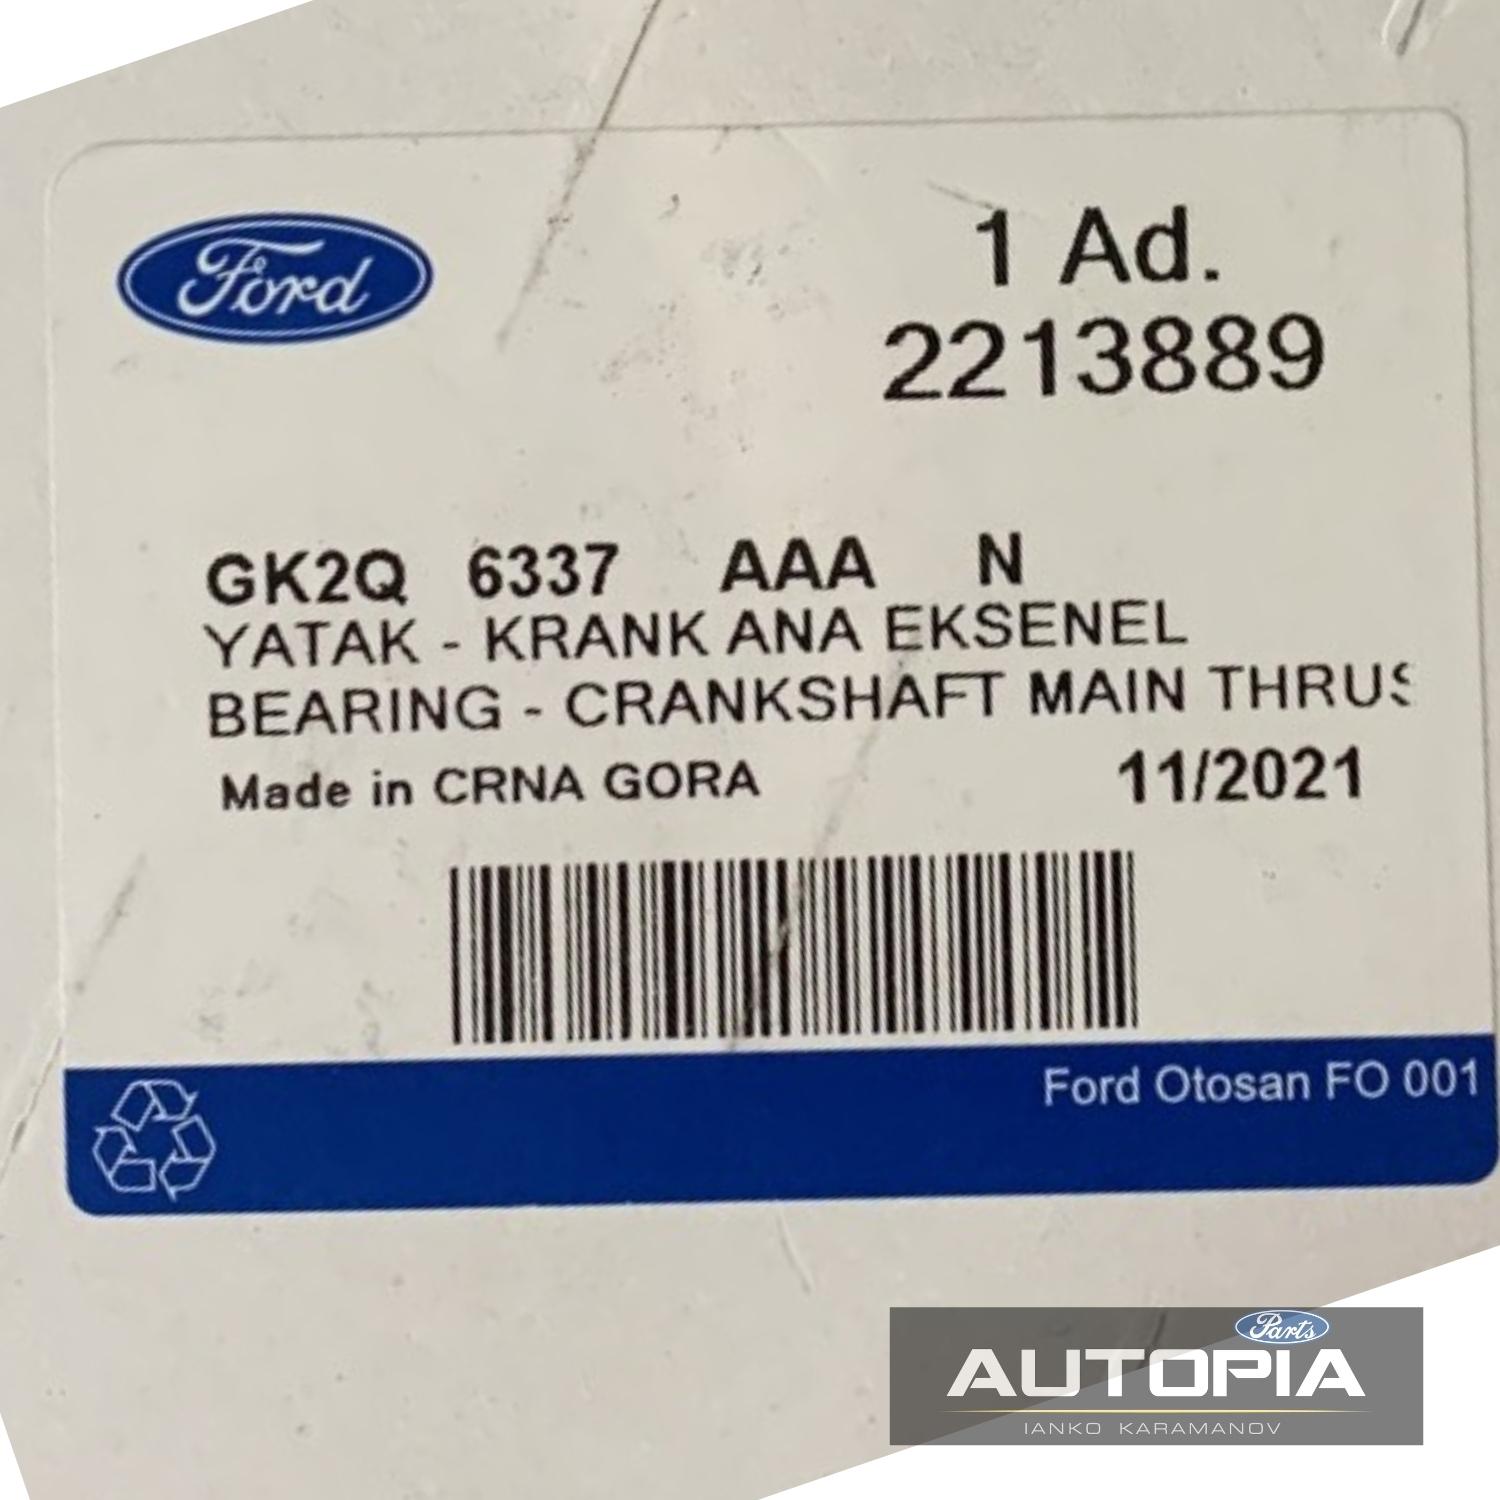 Ford
1 Ad.
2213889
GK2Q 6337 AAA N
YATAK - KRANK ANA EKSENEL
BEARING - CRANKSHAFT MAIN THRUS
Made in CRNA GORA 11/2021
Ford Otosan FO 001
Parts
AUTOPIA
IANKO KARAMANOV